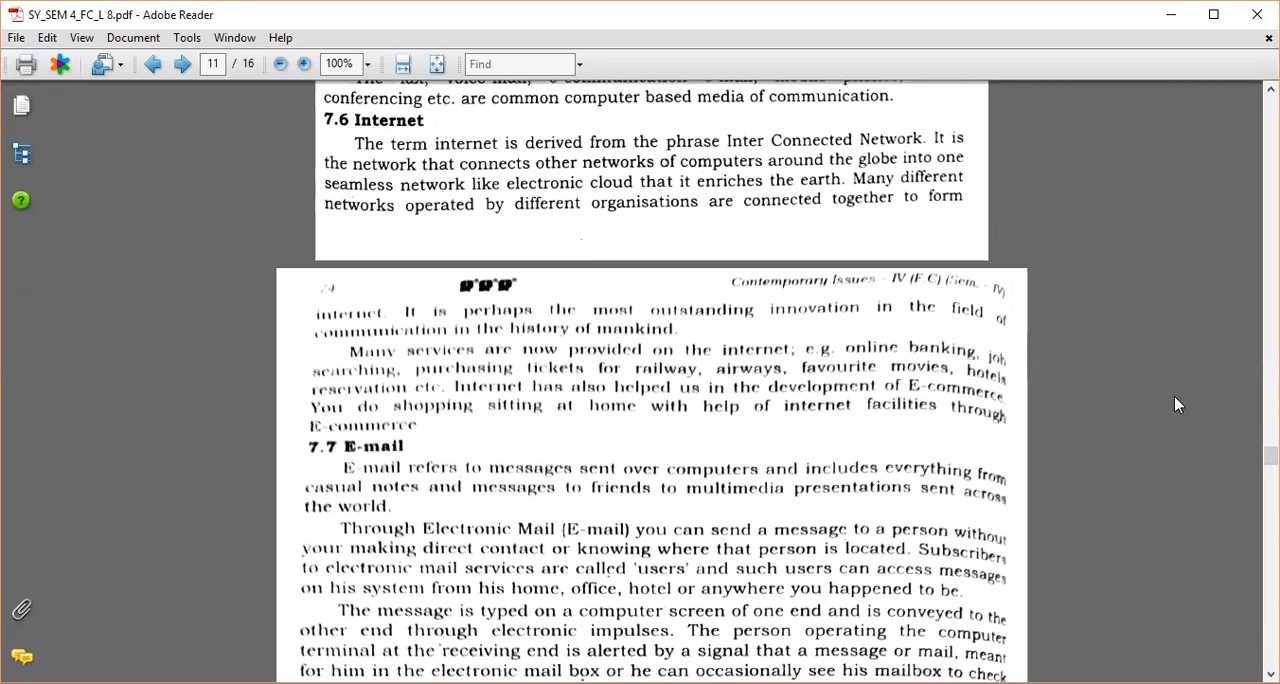 SY_SEM 4_FC_L 8.pdf - Adobe Reader
File Edit View Document Tools Window Help
11 / 16 100% Find
conferencing etc. are common computer based media of communication.
7.6 Internet
The term internet is derived from the phrase Inter Connected Network. It is
the network that connects other networks of computers around the globe into one
seamless network like electronic cloud that it enriches the earth. Many different
networks operated by different organisations are connected together to form
Contemporary Issues - IV (F.C) (Sem. - IV)
internet. It is perhaps the most outstanding innovation in the field of
communication in the history of mankind.
Many services are now provided on the internet; e.g. online banking, job
searching, purchasing tickets for railway, airways, favourite movies, hotels
reservation etc. Internet has also helped us in the development of E-commerce
You do shopping sitting at home with help of internet facilities through
E-commerce
7.7 E-mail
E-mail refers to messages sent over computers and includes everything from
casual notes and messages to friends to multimedia presentations sent across
the world.
Through Electronic Mail (E-mail) you can send a message to a person without
your making direct contact or knowing where that person is located. Subscribers
to electronic mail services are called 'users' and such users can access messages
on his system from his home, office, hotel or anywhere you happened to be.
The message is typed on a computer screen of one end and is conveyed to the
other end through electronic impulses. The person operating the computer
terminal at the receiving end is alerted by a signal that a message or mail, meant
for him in the electronic mail box or he can occasionally see his mailbox to check